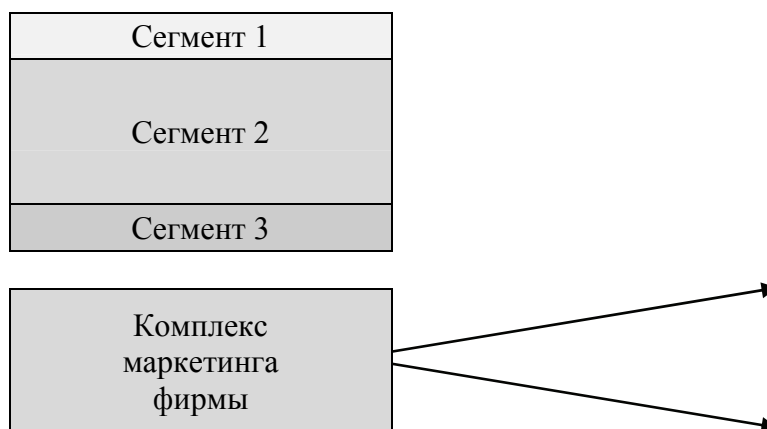 Сегмент 1
Сегмент 2
Сегмент 3
Комплекс
маркетинга
фирмы